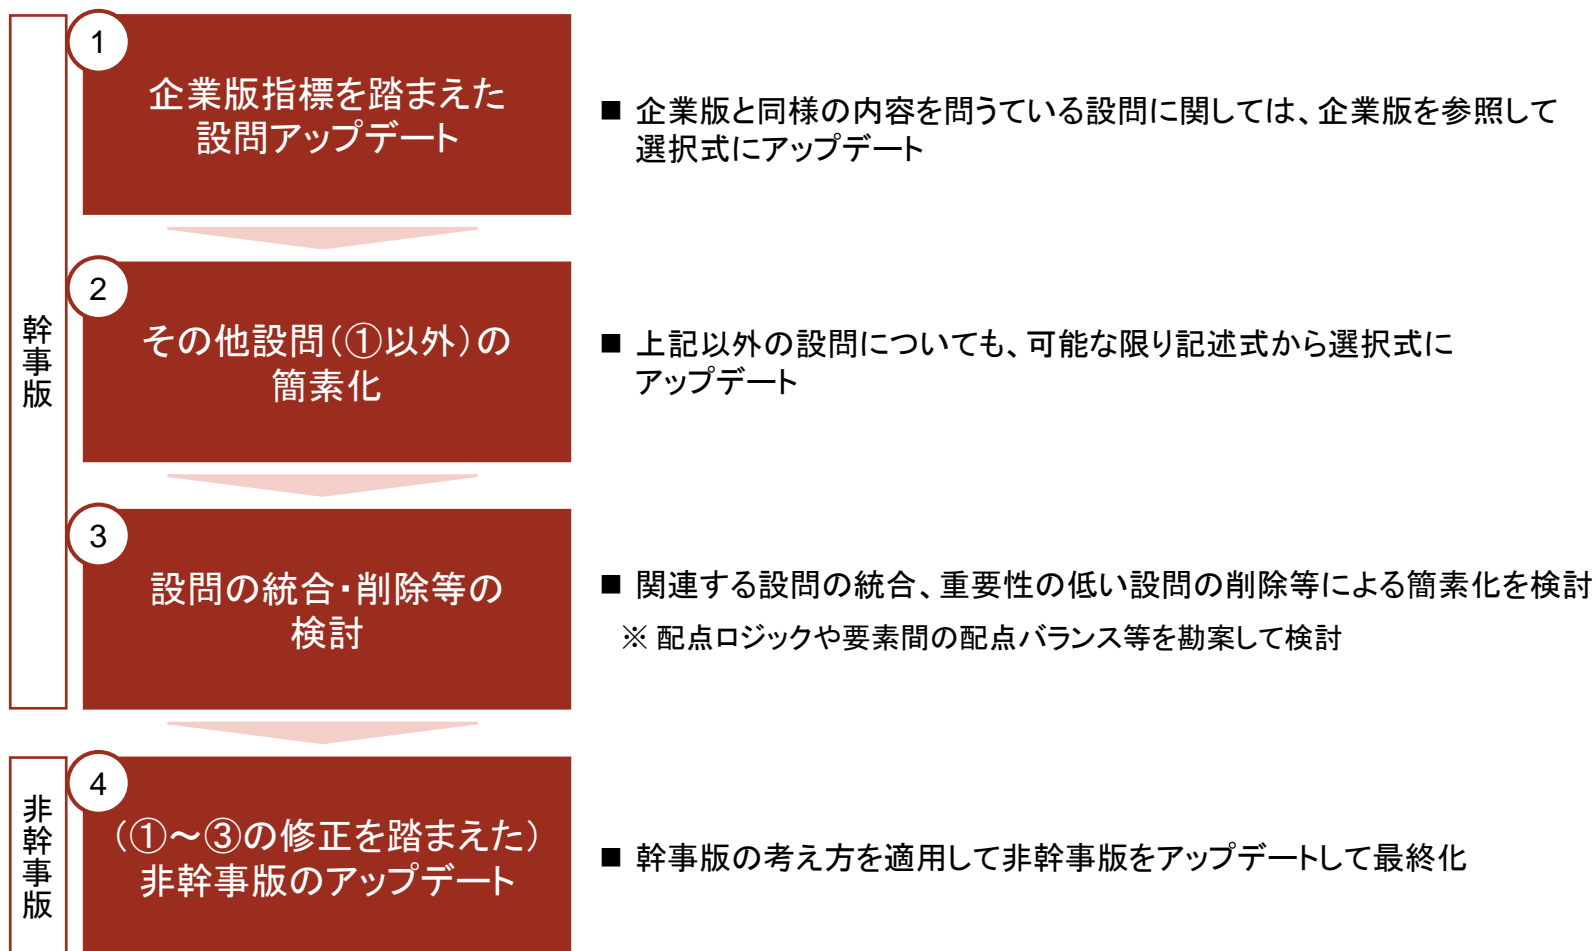 幹事版
1
企業版指標を踏まえた
設問アップデート
■ 企業版と同様の内容を問うている設問に関しては、企業版を参照して
選択式にアップデート
2
その他設問(①以外)の
簡素化
■ 上記以外の設問についても、可能な限り記述式から選択式に
アップデート
3
設問の統合・削除等の
検討
■ 関連する設問の統合、重要性の低い設問の削除等による簡素化を検討
※ 配点ロジックや要素間の配点バランス等を勘案して検討
非幹事版
4
(①～③の修正を踏まえた)
非幹事版のアップデート
■ 幹事版の考え方を適用して非幹事版をアップデートして最終化